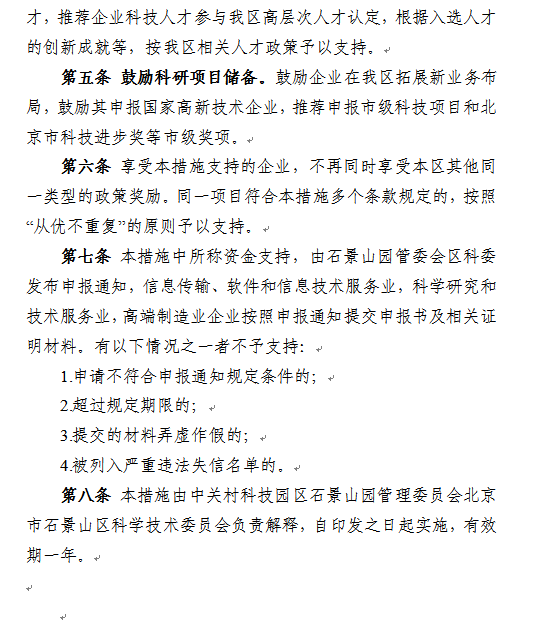 才，推荐企业科技人才参与我区高层次人才认定，根据入选人才
的创新成就等，按我区相关人才政策予以支持。
第五条 鼓励科研项目储备。鼓励企业在我区拓展新业务布
局，鼓励其申报国家高新技术企业，推荐申报市级科技项目和北
京市科技进步奖等市级奖项。
第六条 享受本措施支持的企业，不再同时享受本区其他同
一类型的政策奖励。同一项目符合本措施多个条款规定的，按照
“从优不重复”的原则予以支持。
第七条 本措施中所称资金支持，由石景山园管委会区科委
发布申报通知，信息传输、软件和信息技术服务业，科学研究和
技术服务业，高端制造业企业按照申报通知提交申报书及相关证
明材料。有以下情况之一者不予支持：
1.申请不符合申报通知规定条件的；
2.超过规定期限的；
3.提交的材料弄虚作假的；
4.被列入严重违法失信名单的。
第八条 本措施由中关村科技园区石景山园管理委员会北京
市石景山区科学技术委员会负责解释，自印发之日起实施，有效
期一年。